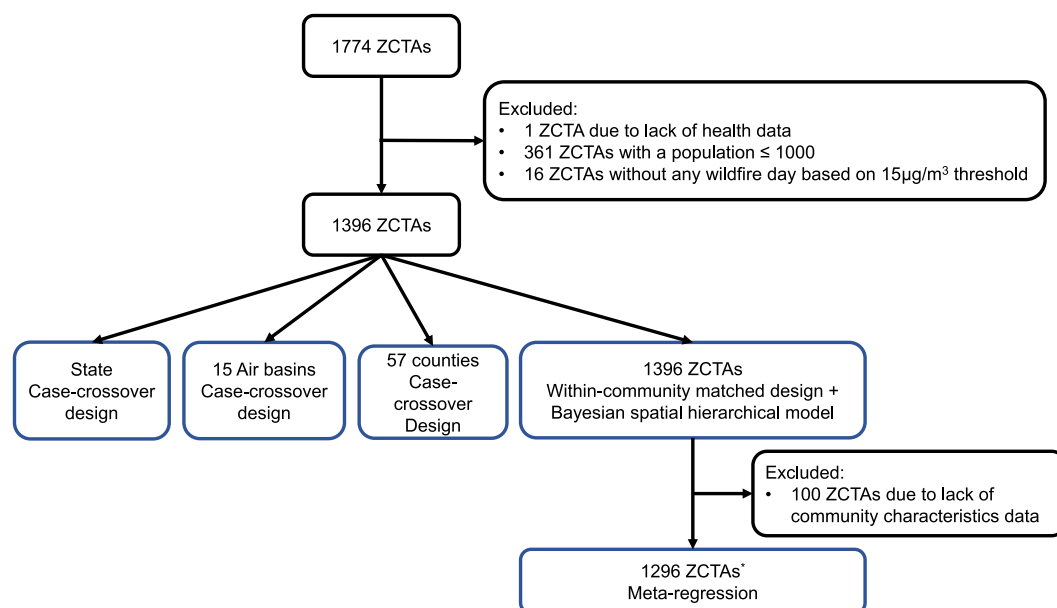 1774 ZCTAs
Excluded:
• 1 ZCTA due to lack of health data
• 361 ZCTAs with a population ≤ 1000
• 16 ZCTAs without any wildfire day based on 15µg/m³ threshold
1396 ZCTAs
State
Case-crossover
design
15 Air basins
Case-crossover
design
57 counties
Case-
crossover
Design
1396 ZCTAs
Within-community matched design +
Bayesian spatial hierarchical model
Excluded:
• 100 ZCTAs due to lack of
community characteristics data
1296 ZCTAs*
Meta-regression